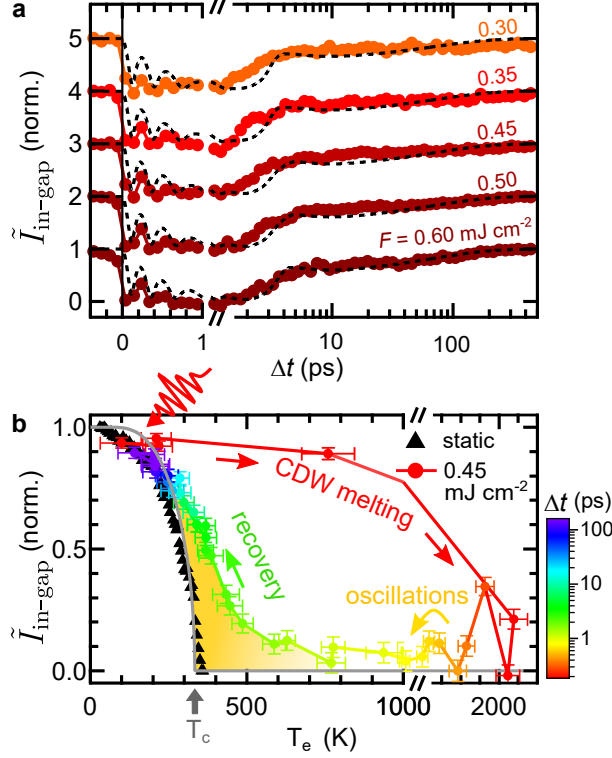 a
Ĩin-gap (norm.)
5
4
3
2
1
0
0.30
0.35
0.45
0.50
F = 0.60 mJ cm-2
0
1
10
100
Δt (ps)
b
Ĩin-gap (norm.)
1.0
0.5
0.0
static
0.45
mJ cm-2
CDW melting
recovery
oscillations
Δt (ps)
100
10
1
0
500
1000
2000
Tc
Te (K)